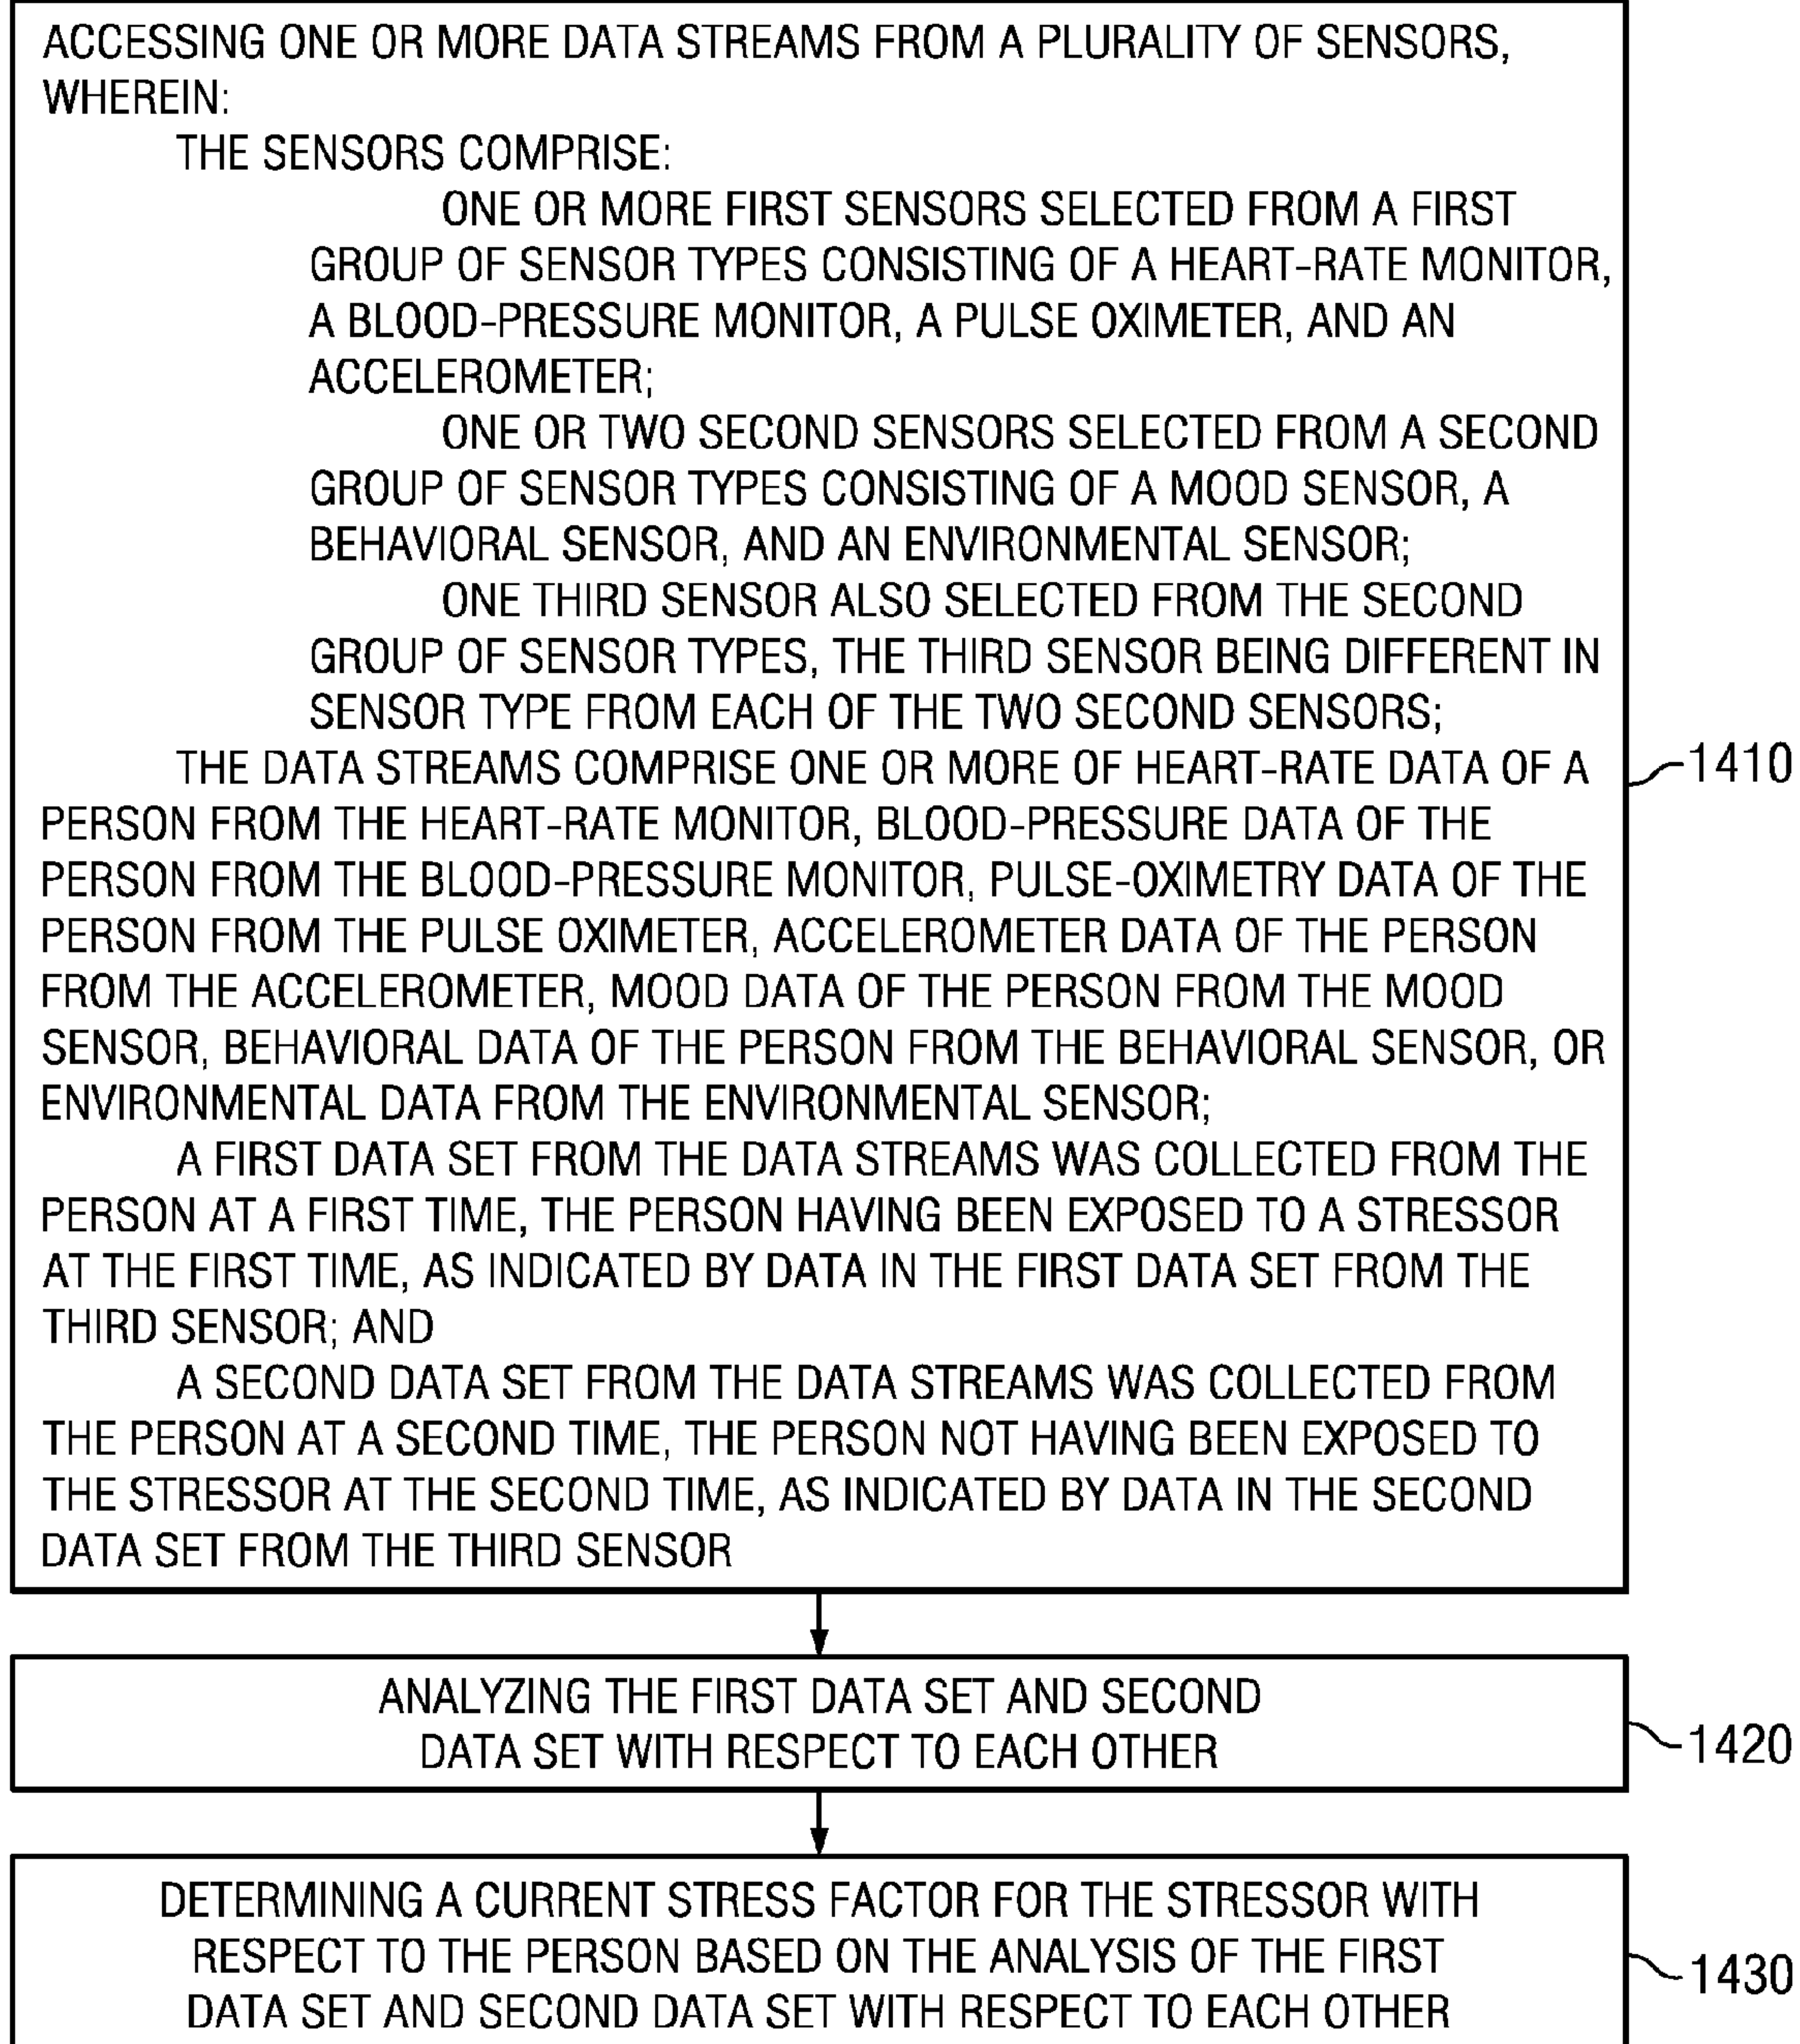 ACCESSING ONE OR MORE DATA STREAMS FROM A PLURALITY OF SENSORS,
WHEREIN:
THE SENSORS COMPRISE:
ONE OR MORE FIRST SENSORS SELECTED FROM A FIRST
GROUP OF SENSOR TYPES CONSISTING OF A HEART-RATE MONITOR,
A BLOOD-PRESSURE MONITOR, A PULSE OXIMETER, AND AN
ACCELEROMETER;
ONE OR TWO SECOND SENSORS SELECTED FROM A SECOND
GROUP OF SENSOR TYPES CONSISTING OF A MOOD SENSOR, A
BEHAVIORAL SENSOR, AND AN ENVIRONMENTAL SENSOR;
ONE THIRD SENSOR ALSO SELECTED FROM THE SECOND
GROUP OF SENSOR TYPES, THE THIRD SENSOR BEING DIFFERENT IN
SENSOR TYPE FROM EACH OF THE TWO SECOND SENSORS;
THE DATA STREAMS COMPRISE ONE OR MORE OF HEART-RATE DATA OF A
PERSON FROM THE HEART-RATE MONITOR, BLOOD-PRESSURE DATA OF THE
PERSON FROM THE BLOOD-PRESSURE MONITOR, PULSE-OXIMETRY DATA OF THE
PERSON FROM THE PULSE OXIMETER, ACCELEROMETER DATA OF THE PERSON
FROM THE ACCELEROMETER, MOOD DATA OF THE PERSON FROM THE MOOD
SENSOR, BEHAVIORAL DATA OF THE PERSON FROM THE BEHAVIORAL SENSOR, OR
ENVIRONMENTAL DATA FROM THE ENVIRONMENTAL SENSOR;
A FIRST DATA SET FROM THE DATA STREAMS WAS COLLECTED FROM THE
PERSON AT A FIRST TIME, THE PERSON HAVING BEEN EXPOSED TO A STRESSOR
AT THE FIRST TIME, AS INDICATED BY DATA IN THE FIRST DATA SET FROM THE
THIRD SENSOR; AND
A SECOND DATA SET FROM THE DATA STREAMS WAS COLLECTED FROM
THE PERSON AT A SECOND TIME, THE PERSON NOT HAVING BEEN EXPOSED TO
THE STRESSOR AT THE SECOND TIME, AS INDICATED BY DATA IN THE SECOND
DATA SET FROM THE THIRD SENSOR
1410
ANALYZING THE FIRST DATA SET AND SECOND
DATA SET WITH RESPECT TO EACH OTHER
1420
DETERMINING A CURRENT STRESS FACTOR FOR THE STRESSOR WITH
RESPECT TO THE PERSON BASED ON THE ANALYSIS OF THE FIRST
DATA SET AND SECOND DATA SET WITH RESPECT TO EACH OTHER
1430